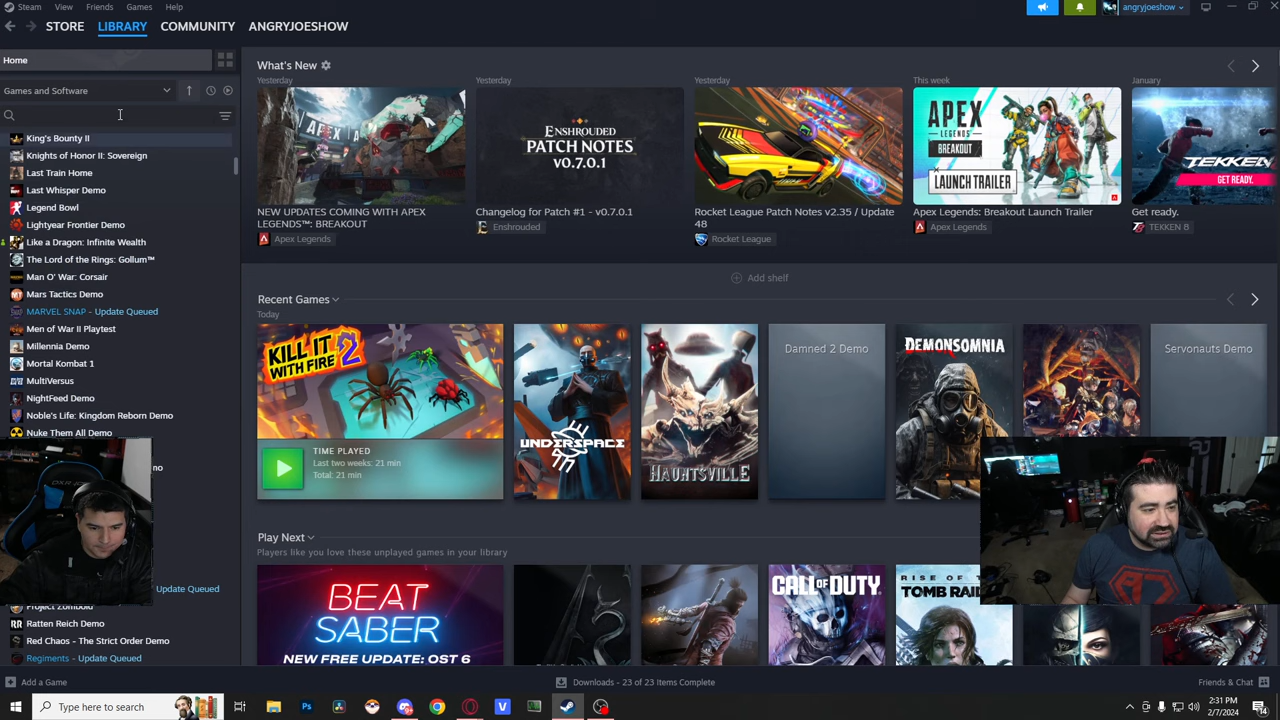 Steam View Friends Games Help
angryjoeshow
STORE LIBRARY COMMUNITY ANGRYJOESHOW
Home
Games and Software
King's Bounty II
Knights of Honor II: Sovereign
Last Train Home
Last Whisper Demo
Legend Bowl
Lightyear Frontier Demo
Like a Dragon: Infinite Wealth
The Lord of the Rings: Gollum™
Man O' War: Corsair
Mars Tactics Demo
MARVEL SNAP - Update Queued
Men of War II Playtest
Millennia Demo
Mortal Kombat 1
MultiVersus
NightFeed Demo
Noble's Life: Kingdom Reborn Demo
Nuke Them All Demo
no
Update Queued
Project Zomboid
Ratten Reich Demo
Red Chaos - The Strict Order Demo
Regiments - Update Queued
What's New
Yesterday
NEW UPDATES COMING WITH APEX
LEGENDS™: BREAKOUT
Apex Legends
Yesterday
ENSHROUDED
PATCH NOTES
V0.7.0.1
Changelog for Patch #1 - v0.7.0.1
Enshrouded
Yesterday
Rocket League Patch Notes v2.35 / Update
48
Rocket League
This week
APEX
LEGENDS
BREAKOUT
LAUNCH TRAILER
Apex Legends: Breakout Launch Trailer
Apex Legends
January
TEKKEN
GET READY.
Get ready.
TEKKEN 8
Add shelf
Recent Games
Today
KILL IT
WITH FIRE
2
TIME PLAYED
Last two weeks: 21 min
Total: 21 min
UNDERSPACE
HAUNTSVILLE
Damned 2 Demo
DEMONSOMNIA
Servonauts Demo
Play Next
Players like you love these unplayed games in your library
BEAT
SABER
NEW FREE UPDATE: OST 6
CALL OF DUTY
RISE OF THE
TOMB RAI
Add a Game
Downloads - 23 of 23 Items Complete
Friends & Chat
Type here to search
2:31 PM
2/7/2024